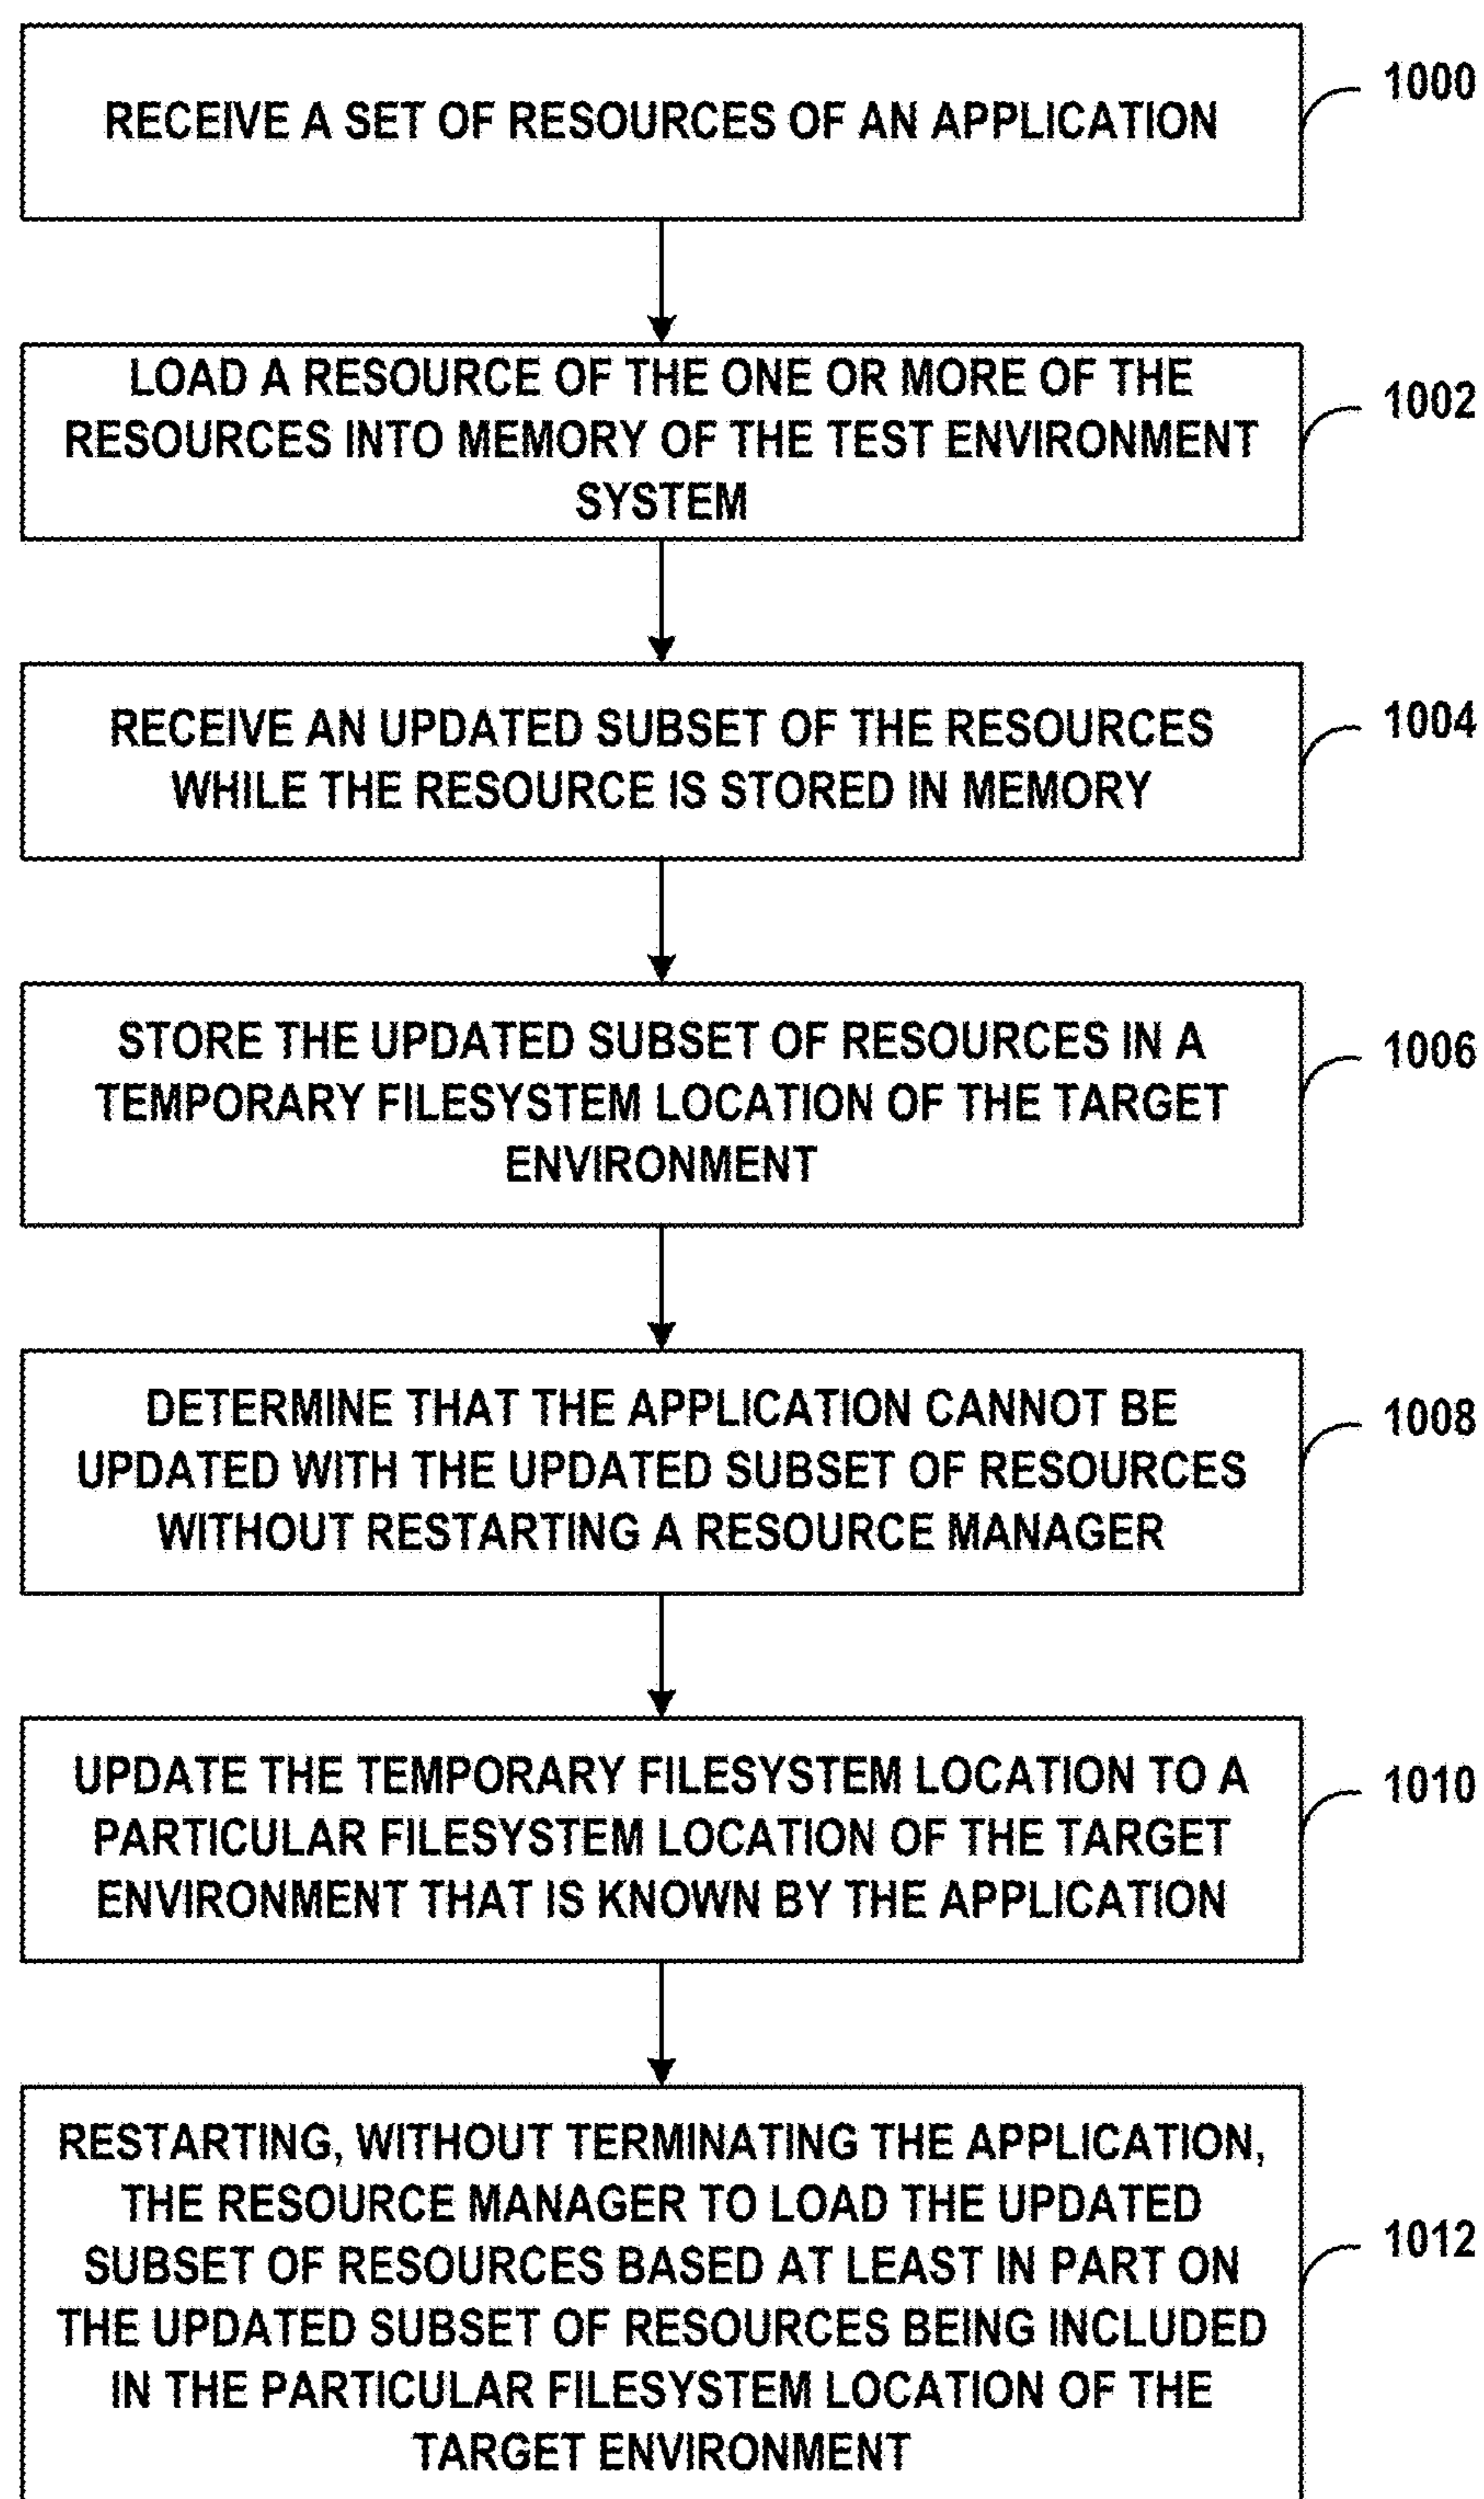 RECEIVE A SET OF RESOURCES OF AN APPLICATION
1000
LOAD A RESOURCE OF THE ONE OR MORE OF THE
RESOURCES INTO MEMORY OF THE TEST ENVIRONMENT
SYSTEM
1002
RECEIVE AN UPDATED SUBSET OF THE RESOURCES
WHILE THE RESOURCE IS STORED IN MEMORY
1004
STORE THE UPDATED SUBSET OF RESOURCES IN A
TEMPORARY FILESYSTEM LOCATION OF THE TARGET
ENVIRONMENT
1006
DETERMINE THAT THE APPLICATION CANNOT BE
UPDATED WITH THE UPDATED SUBSET OF RESOURCES
WITHOUT RESTARTING A RESOURCE MANAGER
1008
UPDATE THE TEMPORARY FILESYSTEM LOCATION TO A
PARTICULAR FILESYSTEM LOCATION OF THE TARGET
ENVIRONMENT THAT IS KNOWN BY THE APPLICATION
1010
RESTARTING, WITHOUT TERMINATING THE APPLICATION,
THE RESOURCE MANAGER TO LOAD THE UPDATED
SUBSET OF RESOURCES BASED AT LEAST IN PART ON
THE UPDATED SUBSET OF RESOURCES BEING INCLUDED
IN THE PARTICULAR FILESYSTEM LOCATION OF THE
TARGET ENVIRONMENT
1012